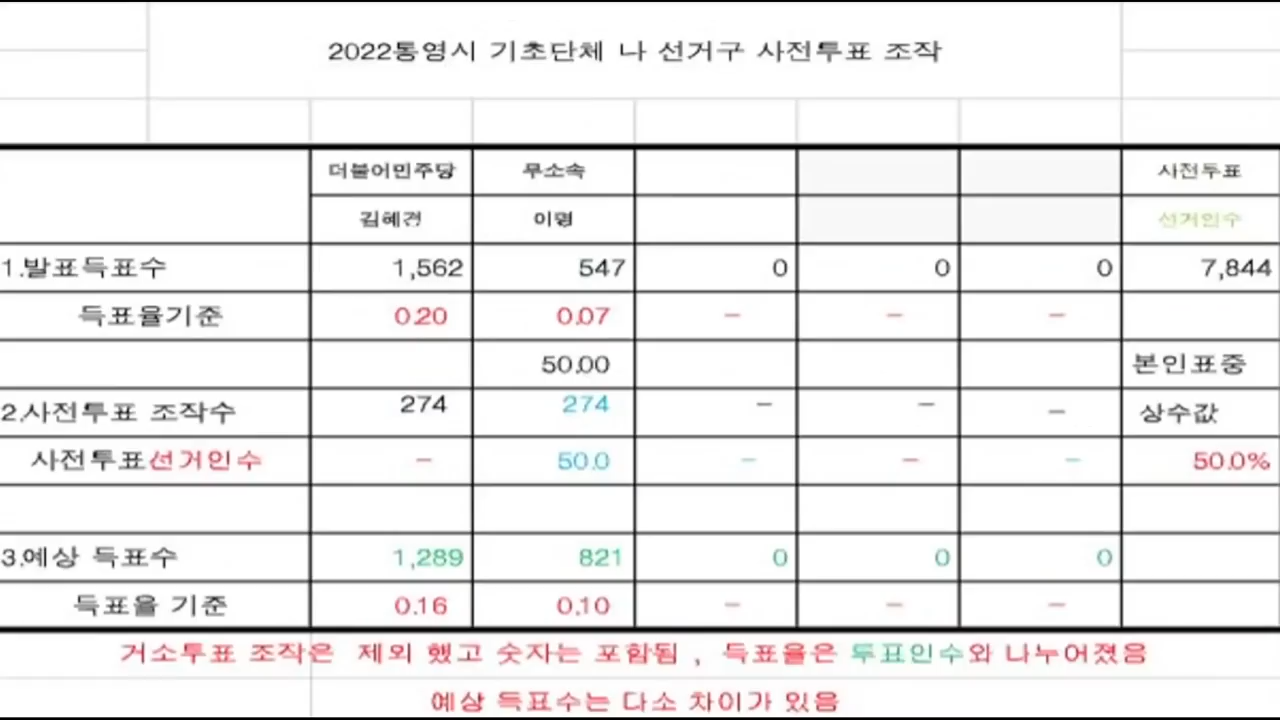 2022통영시 기초단체 나 선거구 사전투표 조작
더불어민주당 무소속 사전투표
김혜경 이명 선거인수
1.발표득표수 1,562 547 0 0 0 7,844
득표율기준 0.20 0.07 – – –
50.00 본인표중
2.사전투표 조작수 274 274 – – – 상수값
사전투표선거인수 – 50.0 – – – 50.0%
3.예상 득표수 1,289 821 0 0 0
득표율 기준 0.16 0.10 – – –
거소투표 조작은 제외 했고 숫자는 포함됨 , 득표율은 투표인수와 나누어졌음
예상 득표수는 다소 차이가 있음